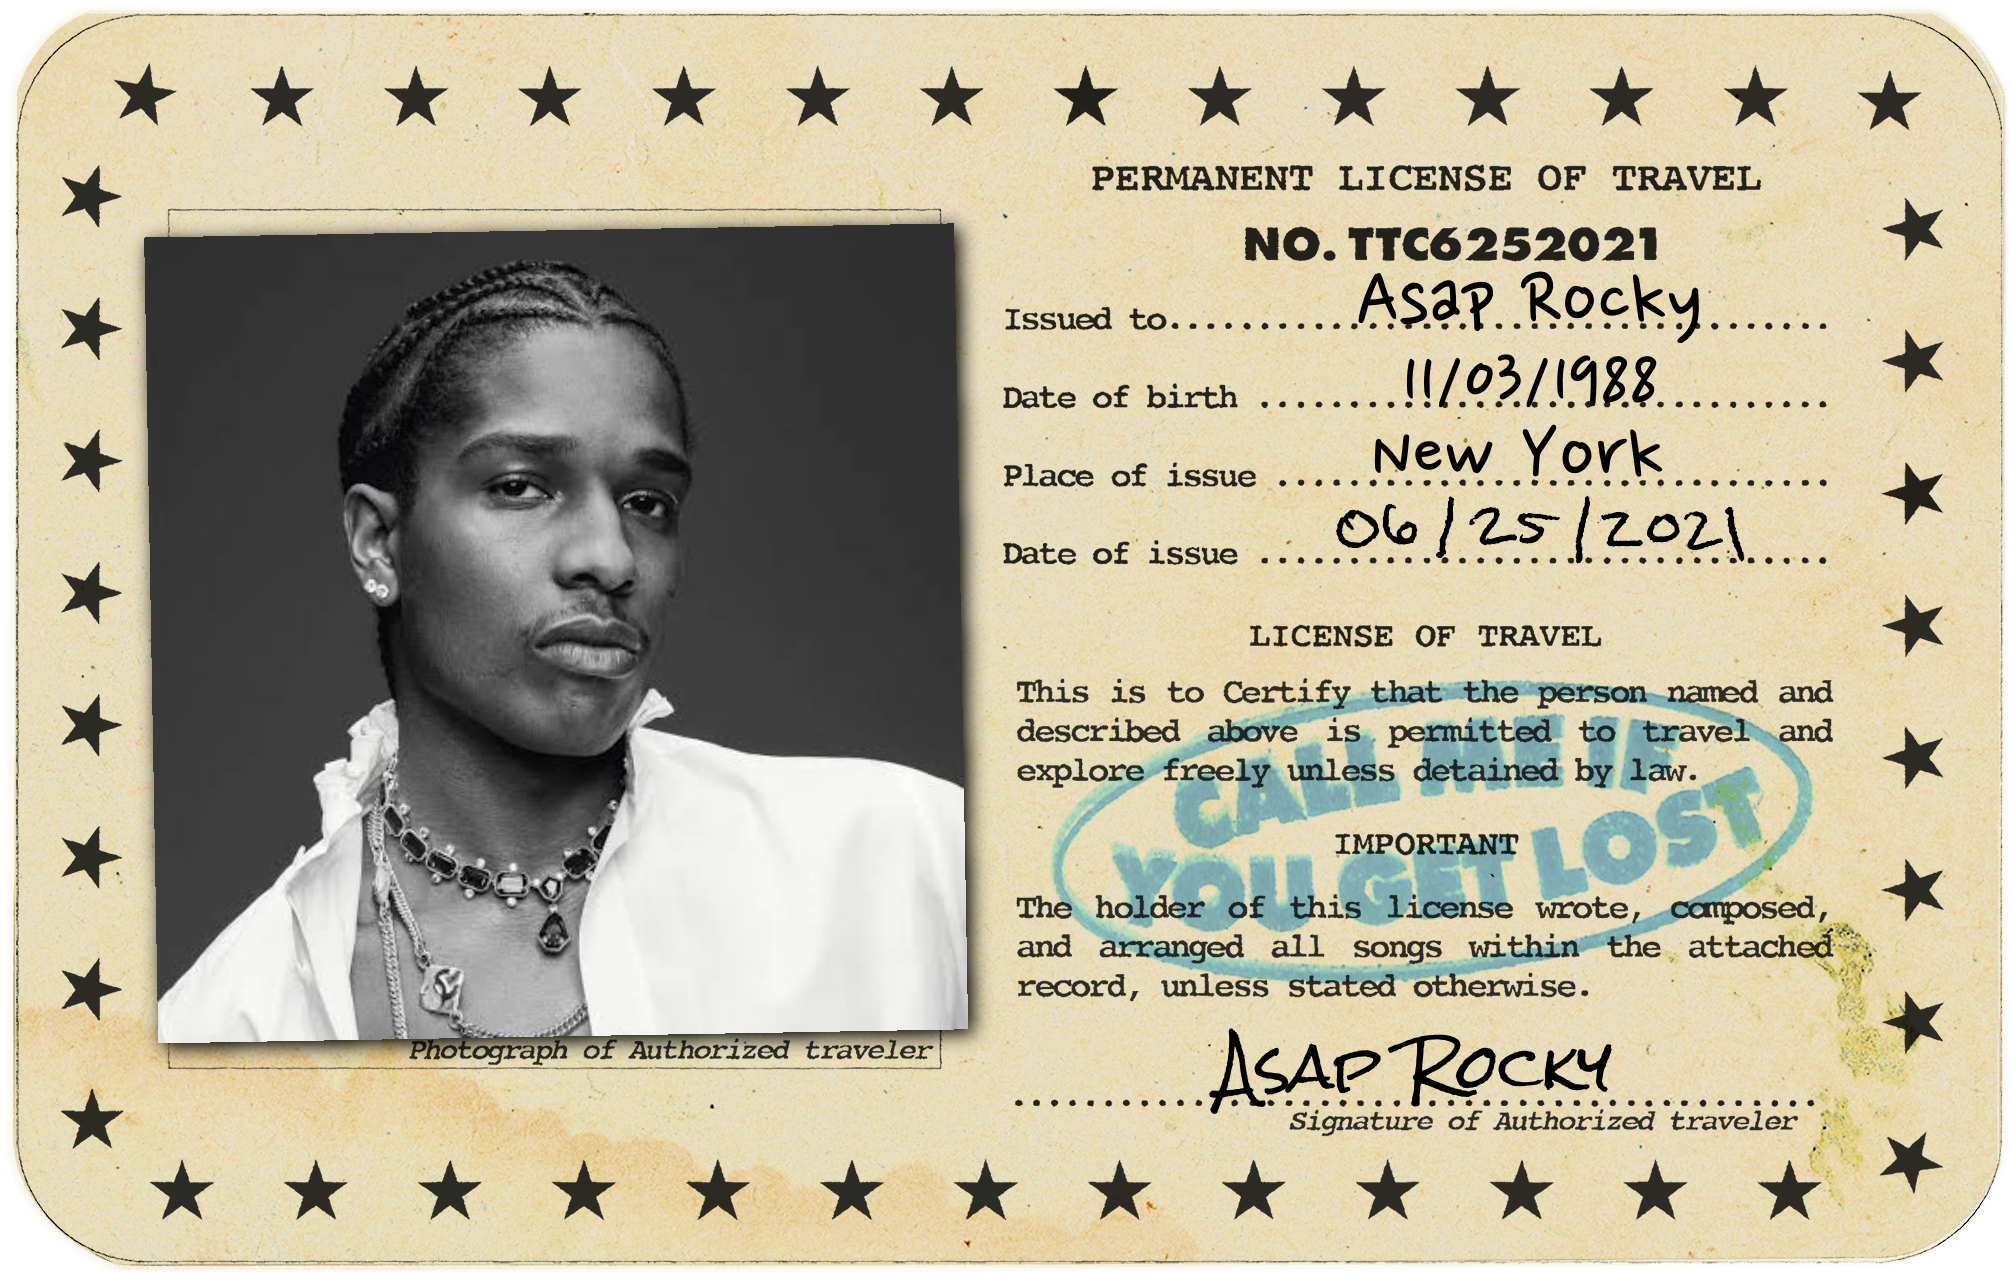 PERMANENT LICENSE OF TRAVEL
NO. TTC6252021
Issued to.....Asap Rocky.....
Date of birth .....11/03/1988.....
Place of issue .....New York.....
Date of issue .....06/25/2021.....
LICENSE OF TRAVEL
This is to Certify that the person named and
described above is permitted to travel and
explore freely unless detained by law.
CALL ME IF
YOU GET LOST
IMPORTANT
The holder of this license wrote, composed,
and arranged all songs within the attached
record, unless stated otherwise.
Photograph of Authorized traveler
ASAP ROCKY
Signature of Authorized traveler